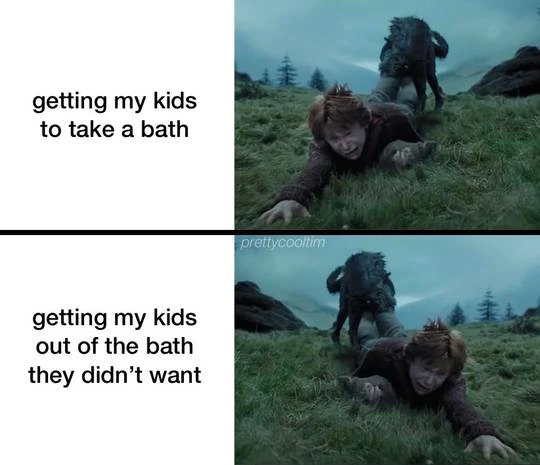 getting my kids
to take a bath
prettycooltim
getting my kids
out of the bath
they didn't want